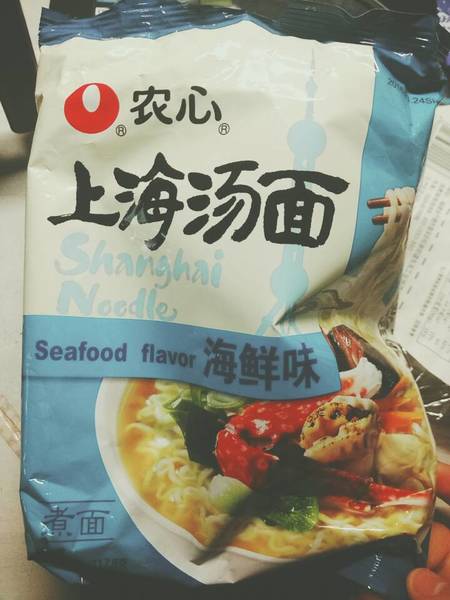 农心
上海汤面
Shanghai
Noodle
Seafood flavor 海鲜味
煮面